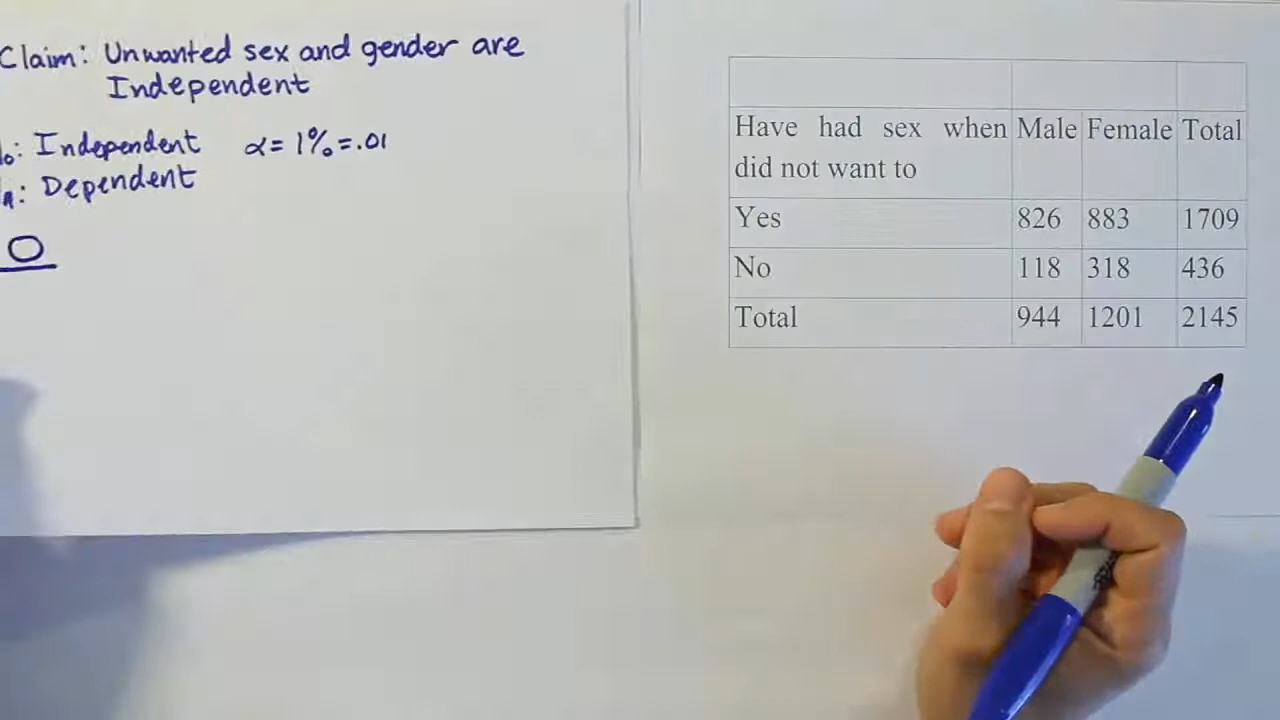 Claim: Unwanted sex and gender are
Independent
o: Independent α = 1% = .01
A: Dependent
O
Have had sex when Male Female Total
did not want to
Yes 826 883 1709
No 118 318 436
Total 944 1201 2145